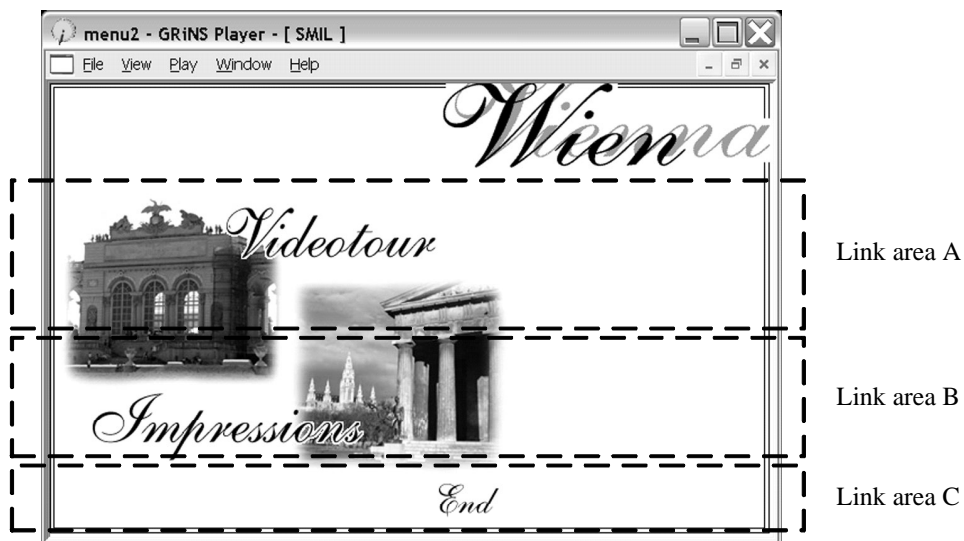 menu2 - GRiNS Player - [ SMIL ]
File View Play Window Help
Wien
Vienna
Videotour
Link area A
Impressions
Link area B
End
Link area C